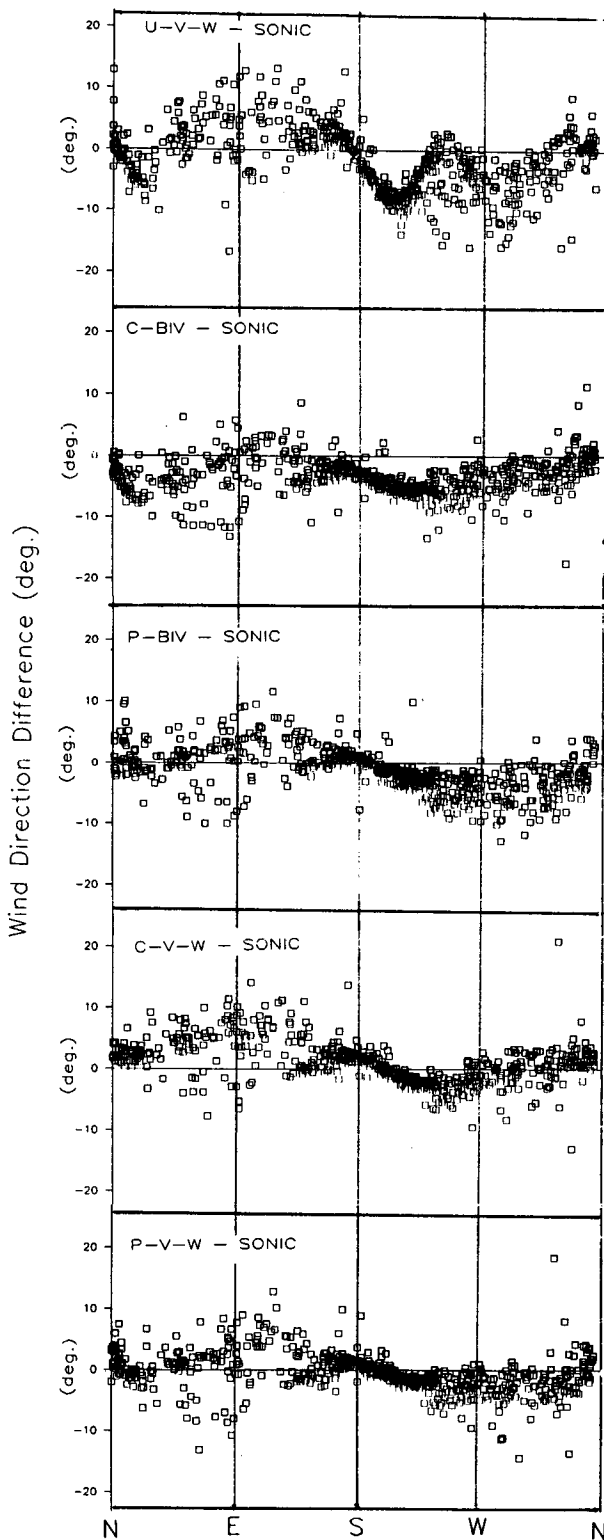 Wind Direction Difference (deg.)
U-V-W - SONIC
20
10
0
-10
-20
(deg.)
C-BIV - SONIC
20
10
0
-10
-20
(deg.)
P-BIV - SONIC
20
10
0
-10
-20
(deg.)
C-V-W - SONIC
20
10
0
-10
-20
(deg.)
P-V-W - SONIC
20
10
0
-10
-20
(deg.)
N E S W N